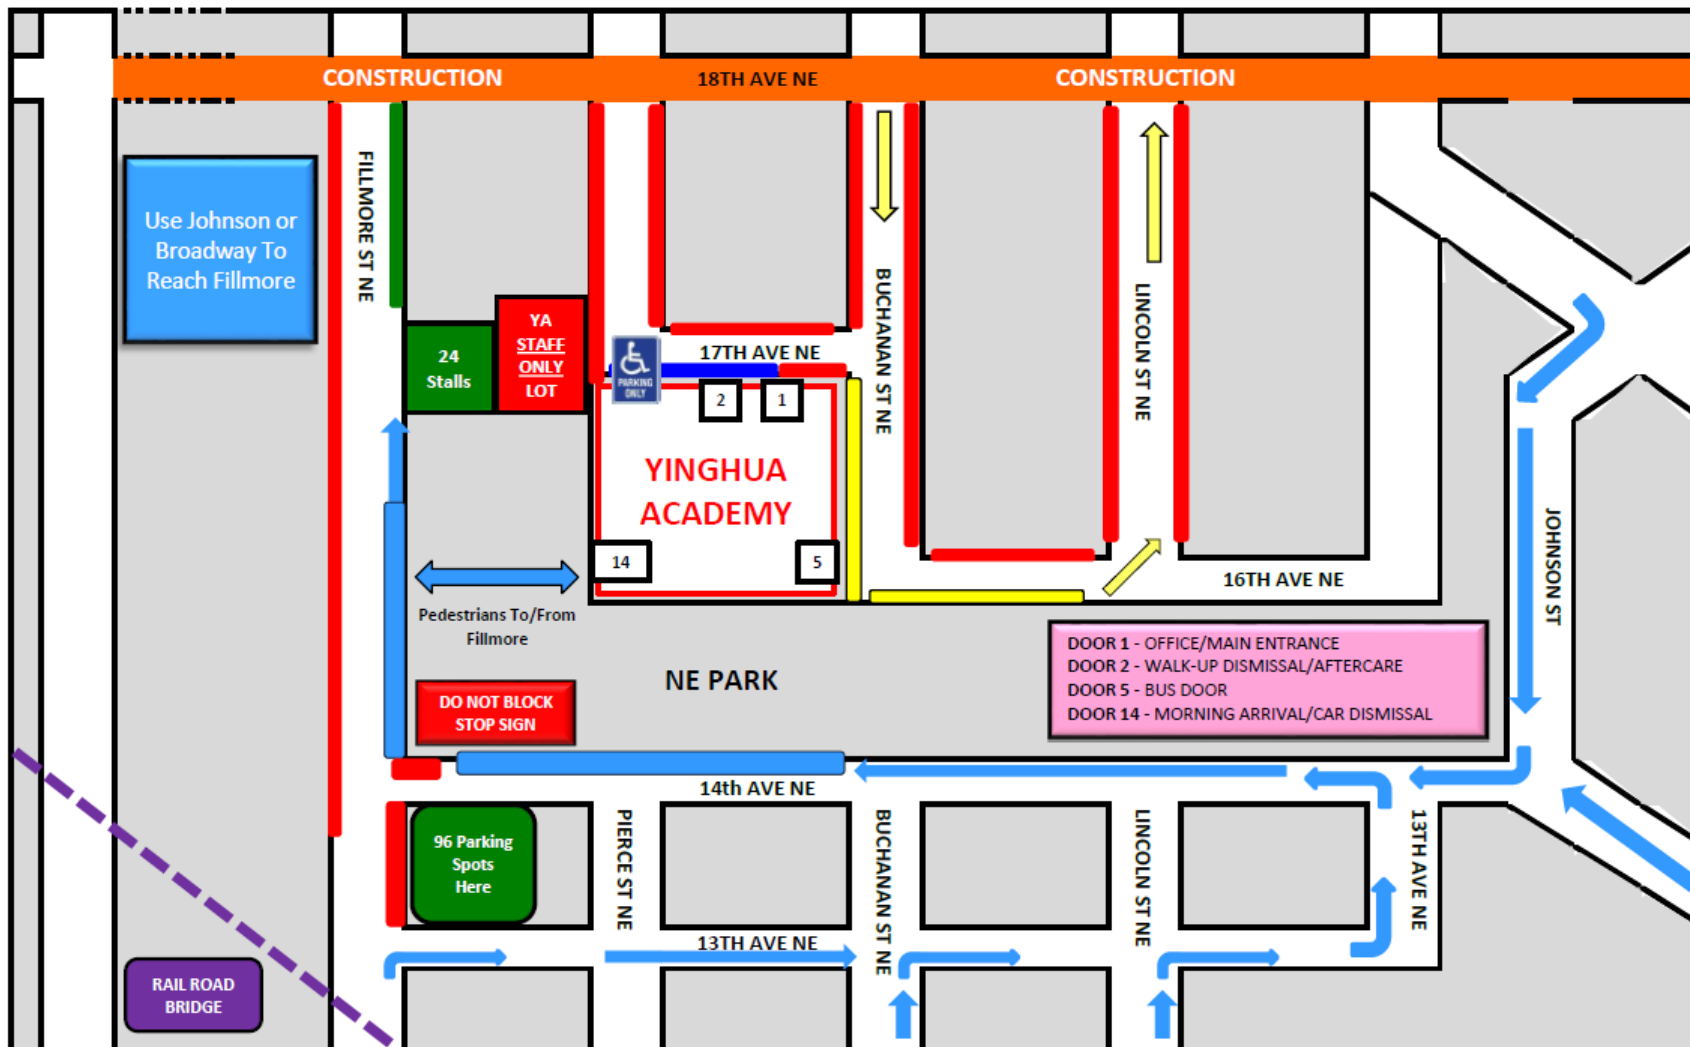 CONSTRUCTION
18TH AVE NE
CONSTRUCTION
Use Johnson or
Broadway To
Reach Fillmore
FILLMORE ST NE
24
Stalls
YA
STAFF
ONLY
LOT
PARKING
ONLY
17TH AVE NE
2
1
BUCHANAN ST NE
LINCOLN ST NE
YINGHUA
ACADEMY
14
5
16TH AVE NE
JOHNSON ST
Pedestrians To/From
Fillmore
NE PARK
DO NOT BLOCK
STOP SIGN
DOOR 1 - OFFICE/MAIN ENTRANCE
DOOR 2 - WALK-UP DISMISSAL/AFTERCARE
DOOR 5 - BUS DOOR
DOOR 14 - MORNING ARRIVAL/CAR DISMISSAL
14th AVE NE
96 Parking
Spots
Here
PIERCE ST NE
BUCHANAN ST NE
LINCOLN ST NE
13TH AVE NE
13TH AVE NE
RAIL ROAD
BRIDGE